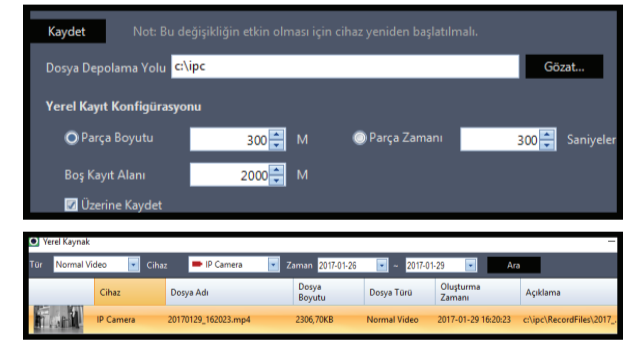 Kaydet Not: Bu değişikliğin etkin olması için cihaz yeniden başlatılmalı.
Dosya Depolama Yolu c:\ipc Gözat...
Yerel Kayıt Konfigürasyonu
Parça Boyutu 300 M Parça Zamanı 300 Saniyeler
Boş Kayıt Alanı 2000 M
Üzerine Kaydet
Yerel Kaynak
Tür Normal Video Cihaz IP Camera Zaman 2017-01-26 ~ 2017-01-29 Ara
Cihaz Dosya Adı Dosya Boyutu Dosya Türü Oluşturma Zamanı Açıklama
IP Camera 20170129_162023.mp4 2306,70KB Normal Video 2017-01-29 16:20:23 c:\ipc\RecordFiles\2017_